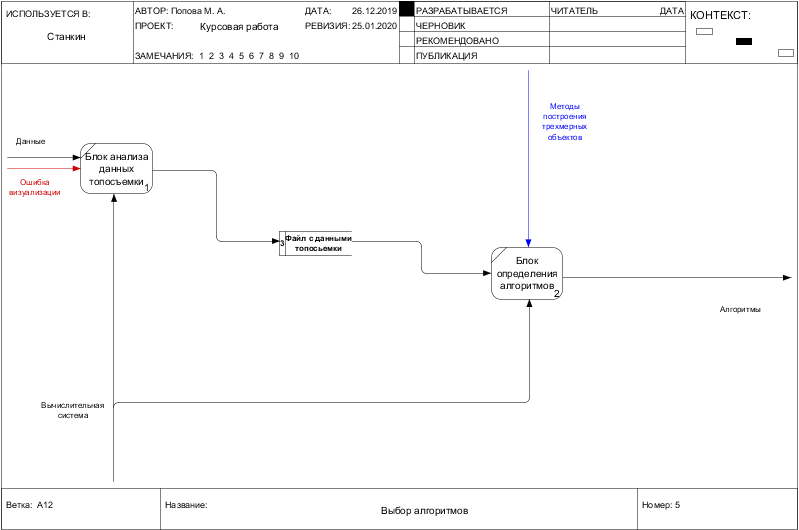 ИСПОЛЬЗУЕТСЯ В:
Станкин
АВТОР: Попова М. А.
ДАТА: 26.12.2019
ПРОЕКТ: Курсовая работа
РЕВИЗИЯ: 25.01.2020
ЗАМЕЧАНИЯ: 1 2 3 4 5 6 7 8 9 10
РАЗРАБАТЫВАЕТСЯ
ЧЕРНОВИК
РЕКОМЕНДОВАНО
ПУБЛИКАЦИЯ
ЧИТАТЕЛЬ
ДАТА
КОНТЕКСТ:
Методы
построения
трехмерных
объектов
Данные
Ошибка
визуализации
Блок анализа
данных
топосъемки
1
3
Файл с данными
топосьемки
Блок
определения
алгоритмов
2
Алгоритмы
Вычислительная
система
Ветка: A12
Название:
Выбор алгоритмов
Номер: 5